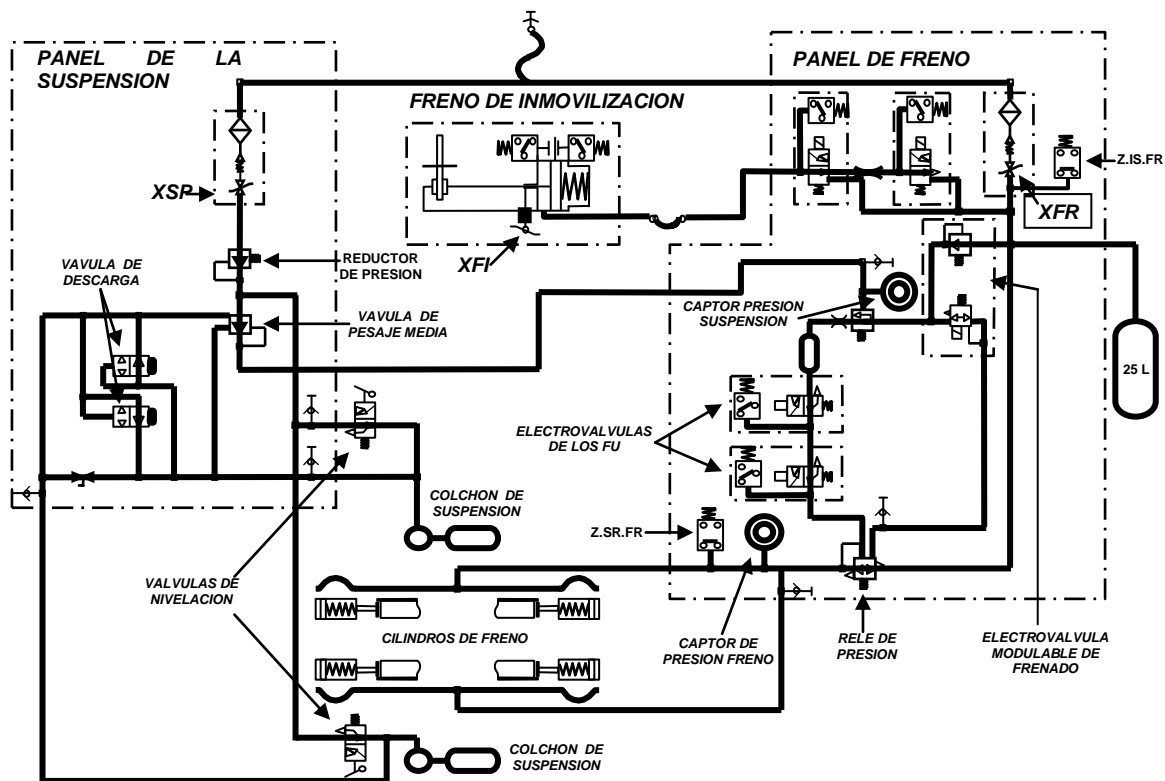 PANEL DE LA
SUSPENSION
PANEL DE FRENO
FRENO DE INMOVILIZACION
Z.IS.FR
XSP
XFR
XFI
REDUCTOR
DE PRESION
VAVULA DE
DESCARGA
CAPTOR PRESION
SUSPENSION
VAVULA DE
PESAJE MEDIA
25 L
ELECTROVALVULAS
DE LOS FU
COLCHON DE
SUSPENSION
Z.SR.FR
VALVULAS DE
NIVELACION
CILINDROS DE FRENO
CAPTOR DE
PRESION FRENO
RELE DE
PRESION
ELECTROVALVULA
MODULABLE DE
FRENADO
COLCHON DE
SUSPENSION